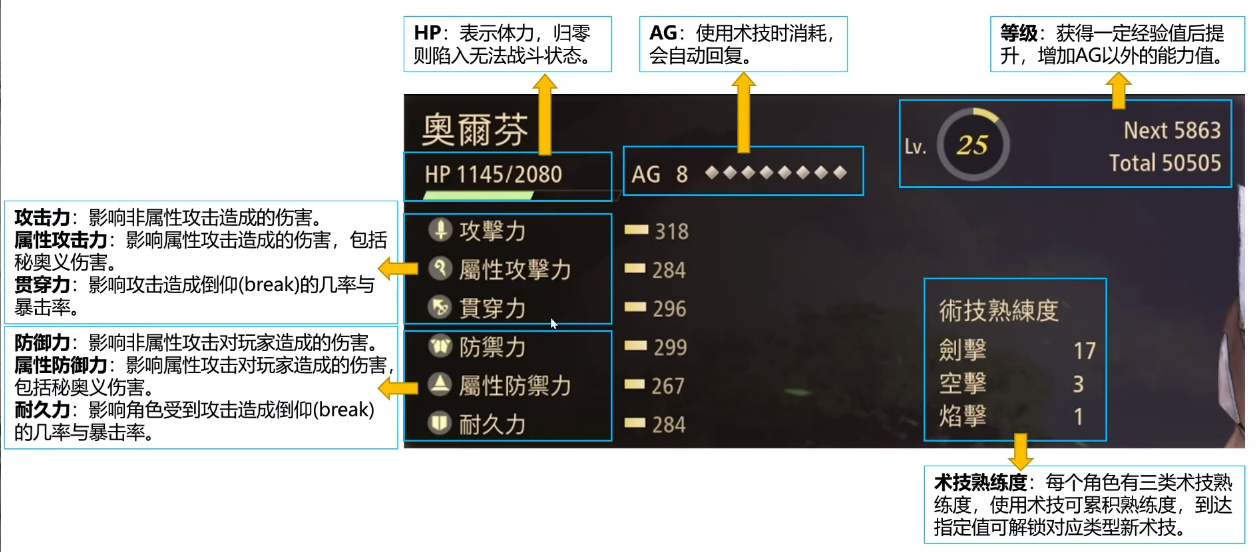 HP：表示体力，归零
则陷入无法战斗状态。
AG：使用术技时消耗，
会自动回复。
等级：获得一定经验值后提
升，增加AG以外的能力值。
奧爾芬
HP 1145/2080
AG 8
Lv. 25
Next 5863
Total 50505
攻击力：影响非属性攻击造成的伤害。
属性攻击力：影响属性攻击造成的伤害，包括
秘奥义伤害。
贯穿力：影响攻击造成倒仰(break)的几率与
暴击率。
防御力：影响非属性攻击对玩家造成的伤害。
属性防御力：影响属性攻击对玩家造成的伤害，
包括秘奥义伤害。
耐久力：影响角色受到攻击造成倒仰(break)
的几率与暴击率。
攻擊力 318
屬性攻擊力 284
貫穿力 296
防禦力 299
屬性防禦力 267
耐久力 284
術技熟練度
劍擊 17
空擊 3
焰擊 1
术技熟练度：每个角色有三类术技熟
练度，使用术技可累积熟练度，到达
指定值可解锁对应类型新术技。